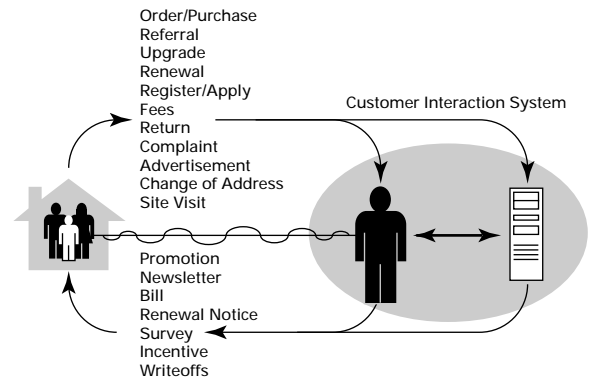 Order/Purchase
Referral
Upgrade
Renewal
Register/Apply
Fees
Return
Complaint
Advertisement
Change of Address
Site Visit
Customer Interaction System
Promotion
Newsletter
Bill
Renewal Notice
Survey
Incentive
Writeoffs